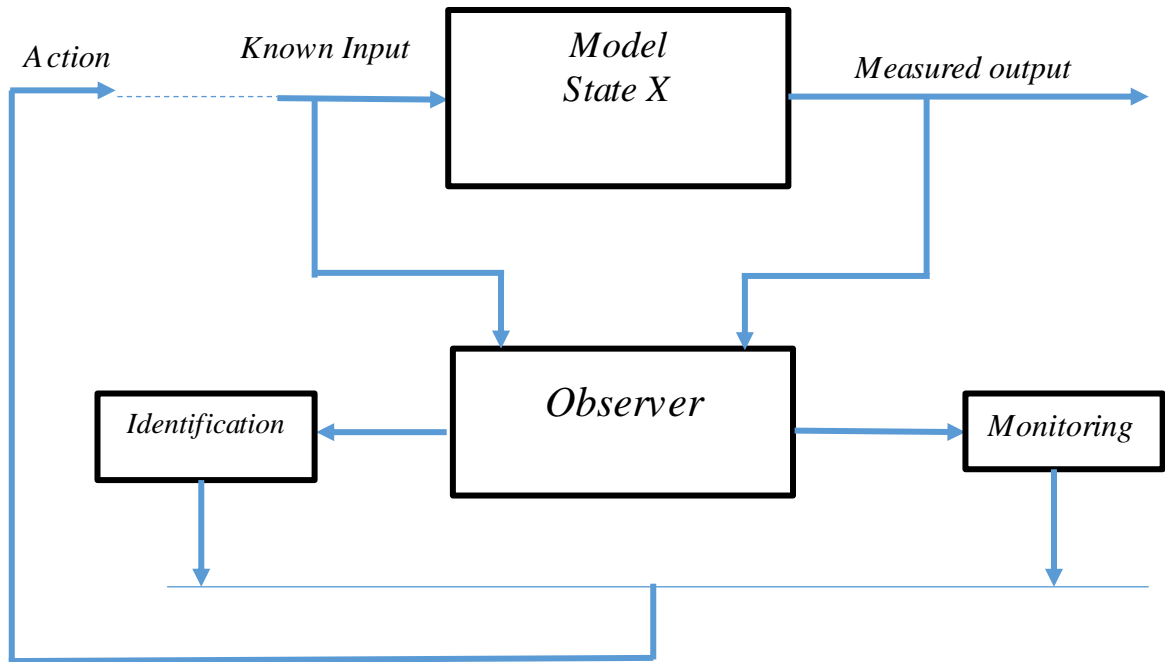 Action
Known Input
Model
State X
Measured output
Observer
Identification
Monitoring